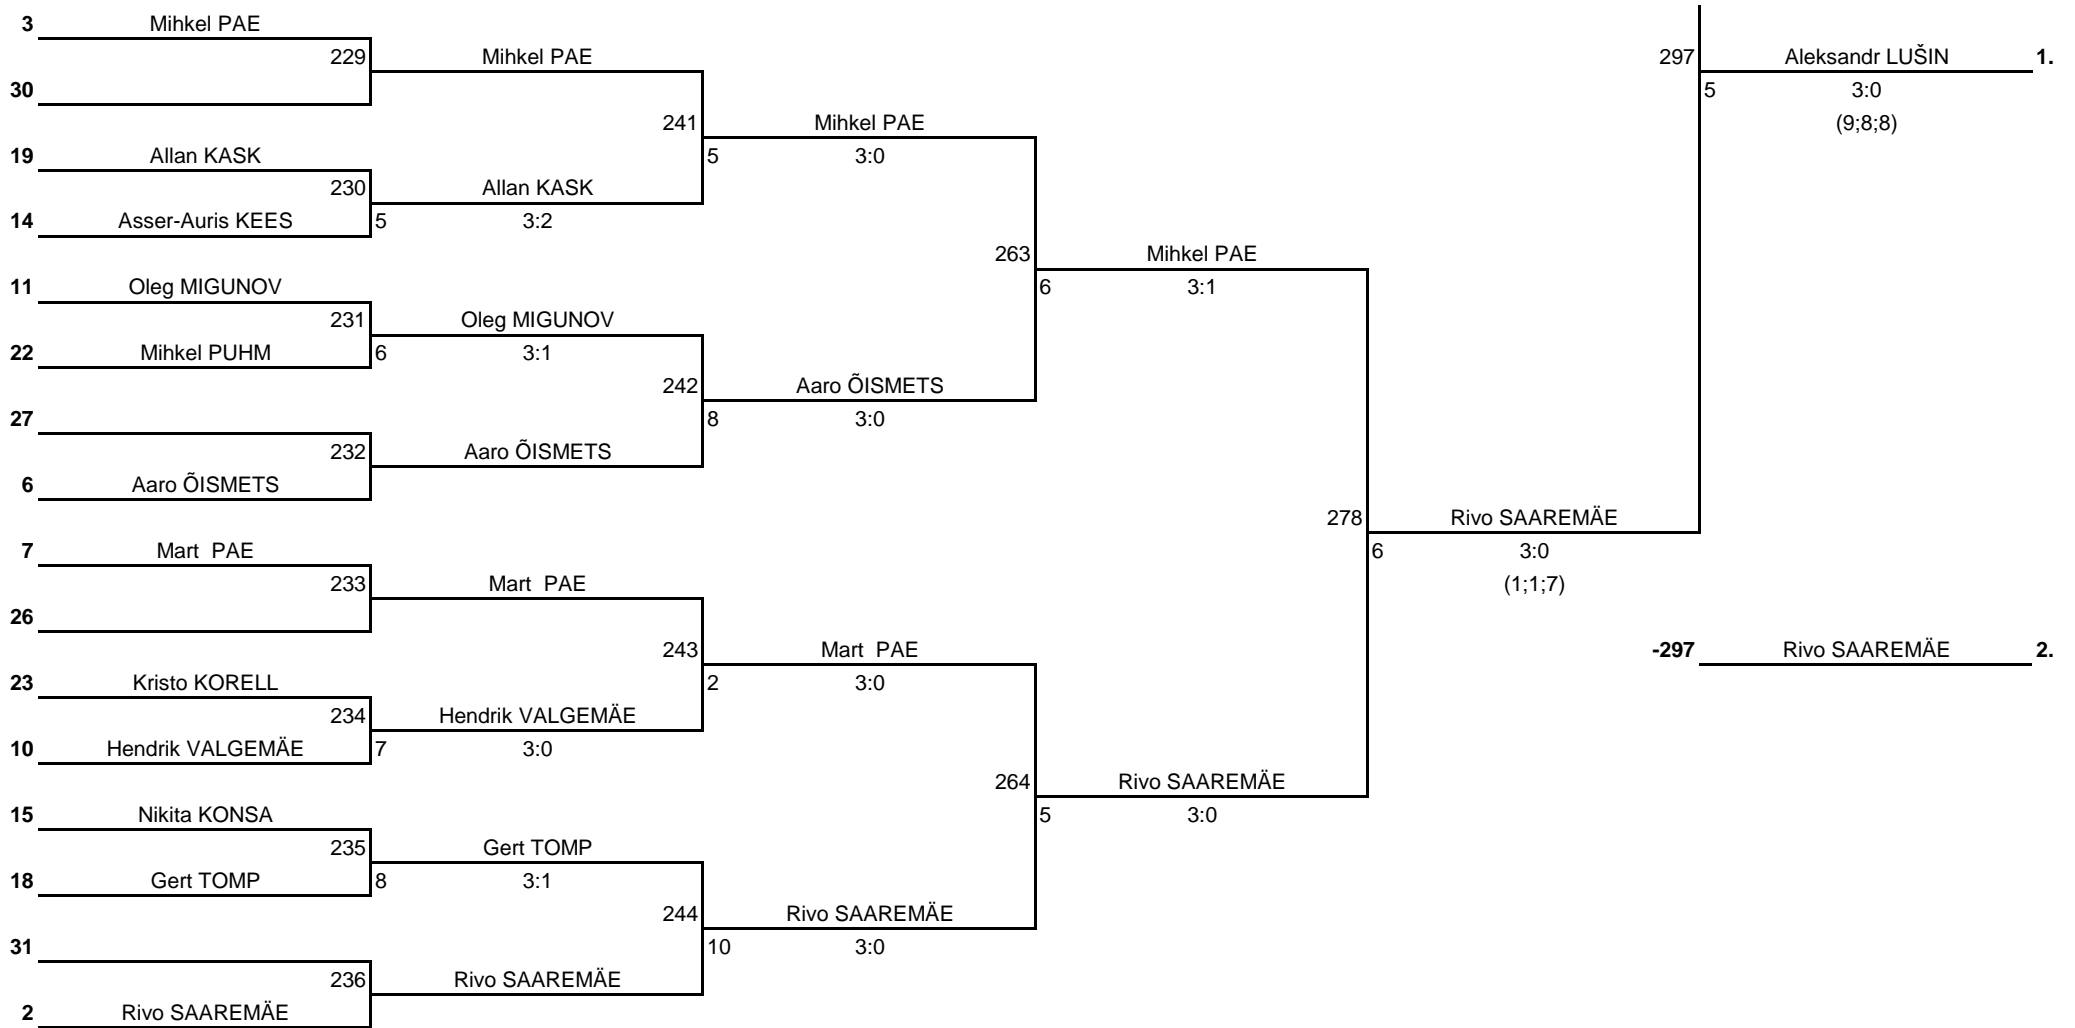 3 Mihkel PAE
229 Mihkel PAE 297 Aleksandr LUŠIN 1.
30 5 3:0
241 Mihkel PAE (9;8;8)
19 Allan KASK 5 3:0
230 Allan KASK
14 Asser-Auris KEES 5 3:2
263 Mihkel PAE
11 Oleg MIGUNOV 6 3:1
231 Oleg MIGUNOV
22 Mihkel PUHM 6 3:1
242 Aaro ÕISMETS
27 8 3:0
232 Aaro ÕISMETS
6 Aaro ÕISMETS
278 Rivo SAAREMÄE
7 Mart PAE 6 3:0
233 Mart PAE (1;1;7)
26
243 Mart PAE -297 Rivo SAAREMÄE 2.
23 Kristo KORELL 2 3:0
234 Hendrik VALGEMÄE
10 Hendrik VALGEMÄE 7 3:0
264 Rivo SAAREMÄE
15 Nikita KONSA 5 3:0
235 Gert TOMP
18 Gert TOMP 8 3:1
244 Rivo SAAREMÄE
31 10 3:0
236 Rivo SAAREMÄE
2 Rivo SAAREMÄE